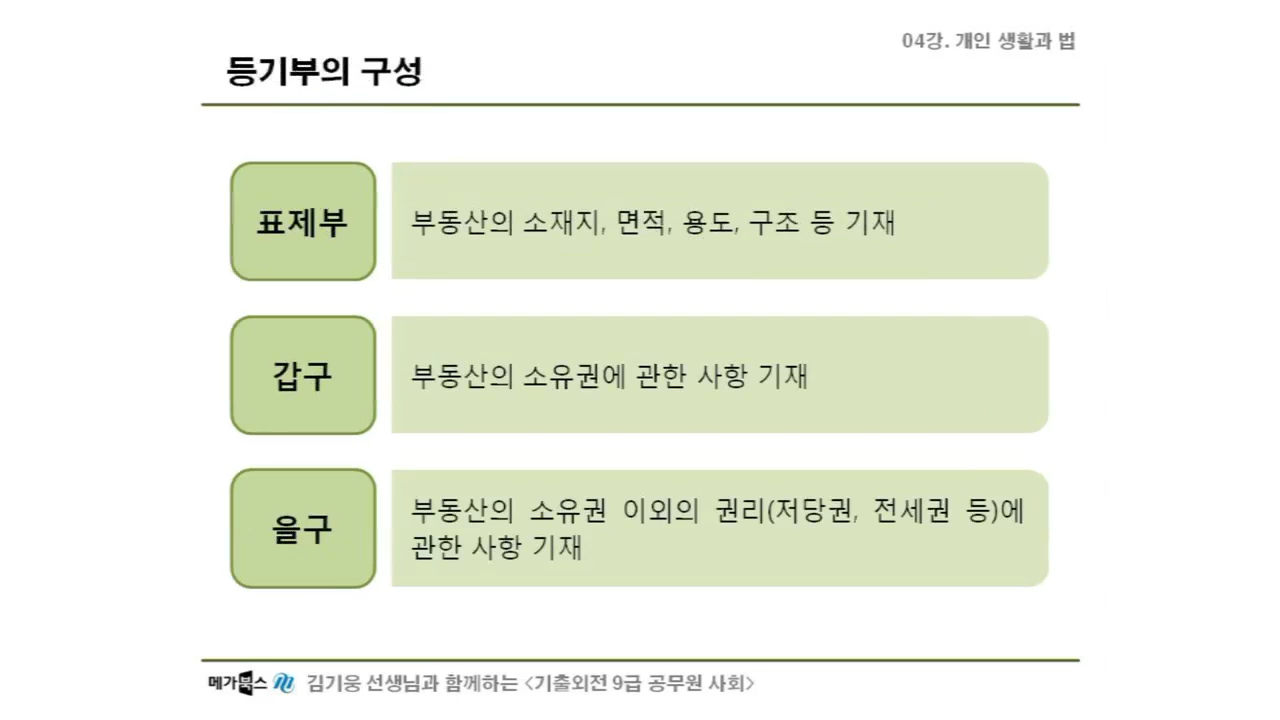 04강. 개인 생활과 법
등기부의 구성
표제부
부동산의 소재지, 면적, 용도, 구조 등 기재
갑구
부동산의 소유권에 관한 사항 기재
을구
부동산의 소유권 이외의 권리(저당권, 전세권 등)에
관한 사항 기재
메가북스 김기웅 선생님과 함께하는 <기출외전 9급 공무원 사회>